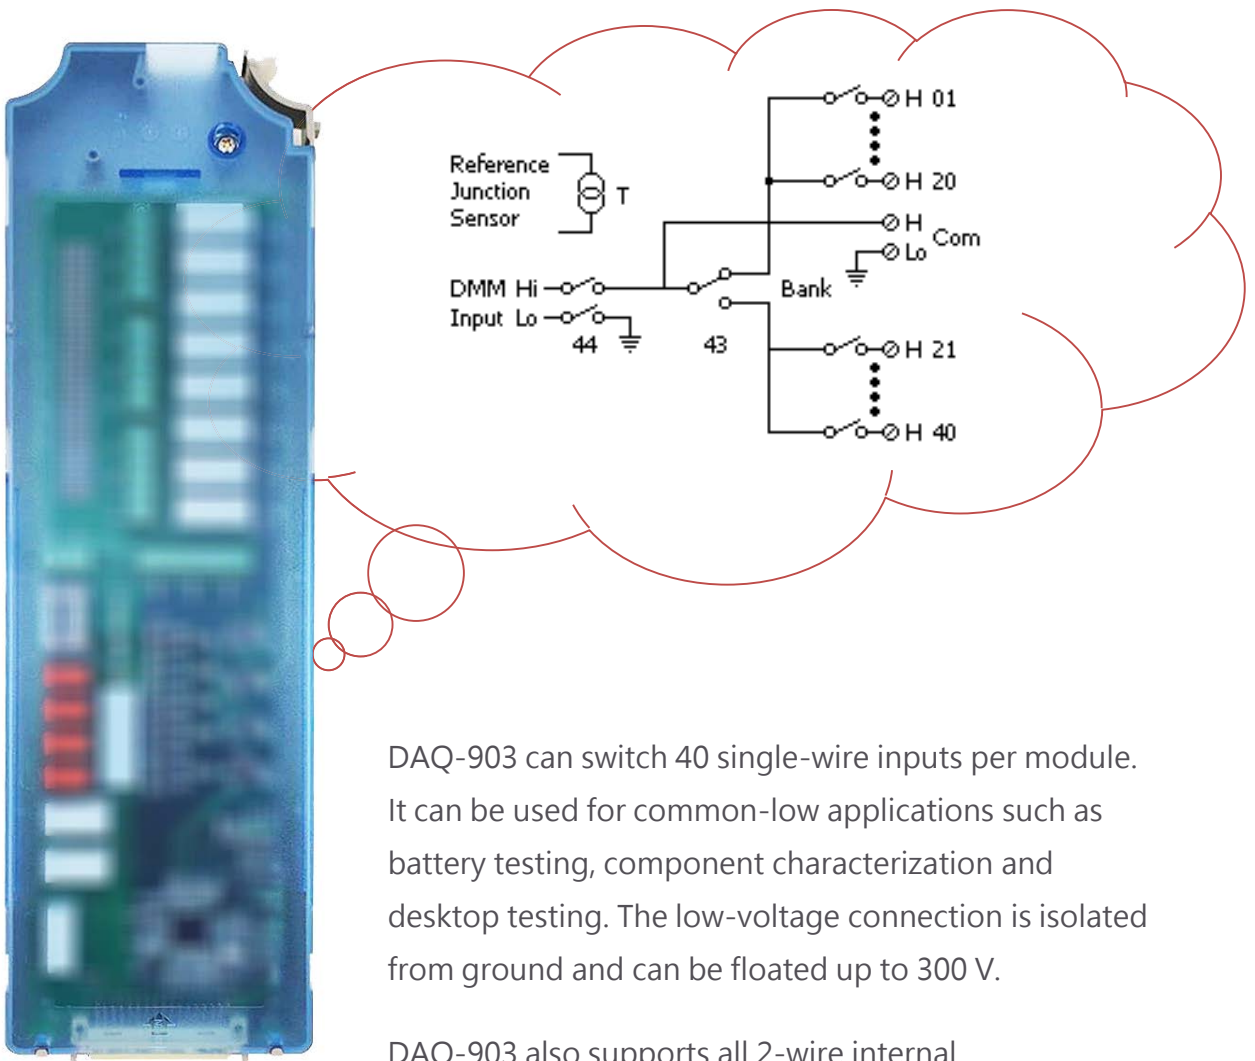 H 01
Reference
Junction
Sensor
T
H 20
H
Lo
Com
DMM Hi
Input Lo
44
43
Bank
H 21
H 40
DAQ-903 can switch 40 single-wire inputs per module.
It can be used for common-low applications such as
battery testing, component characterization and
desktop testing. The low-voltage connection is isolated
from ground and can be floated up to 300 V.
DAQ-903 also supports all 2-wire internal